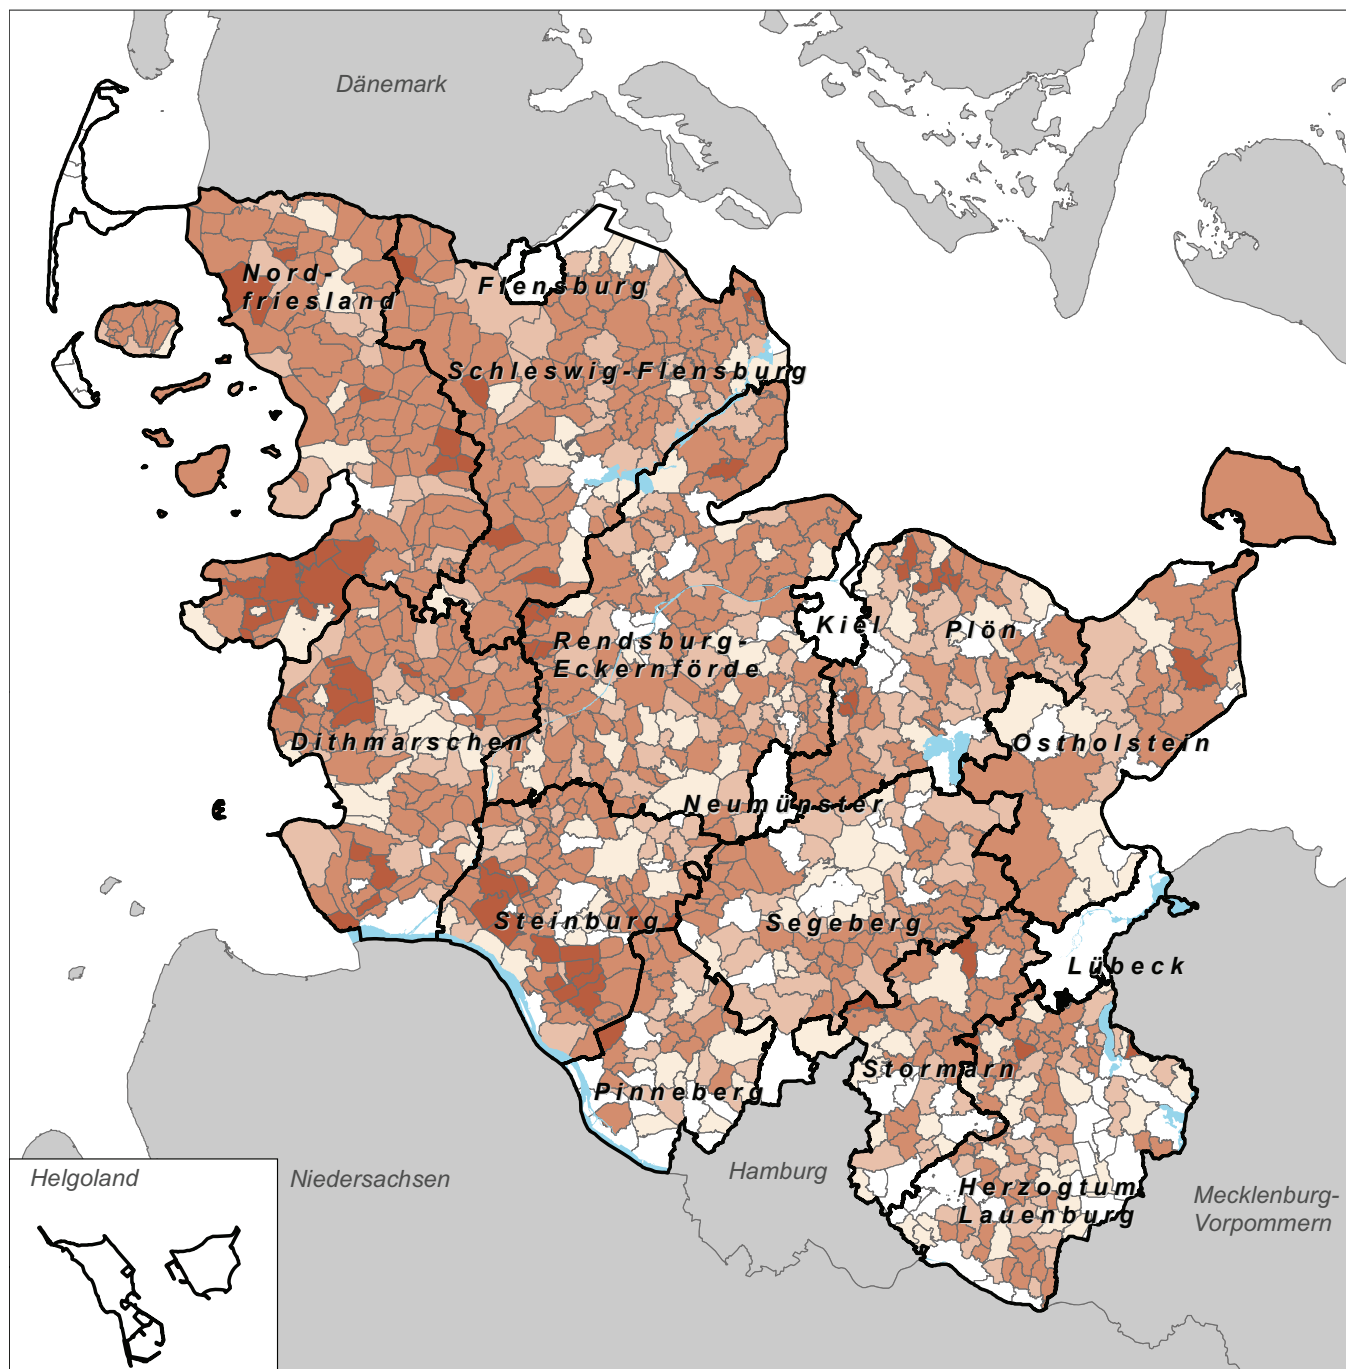 Dänemark
Nord-
friesland
Flensburg
Schleswig-Flensburg
Kiel
Plön
Rendsburg-
Eckernförde
Dithmarschen
Ostholstein
Neumünster
Steinburg
Segeberg
Lübeck
Stormarn
Pinneberg
Helgoland
Niedersachsen
Hamburg
Herzogtum
Lauenburg
Mecklenburg-
Vorpommern